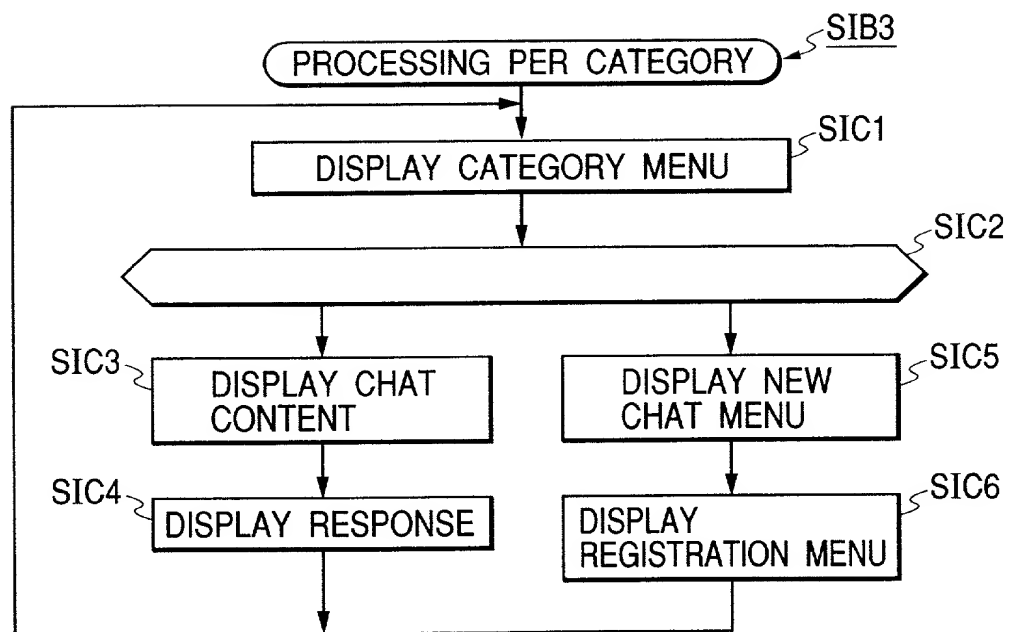 SIB3
PROCESSING PER CATEGORY
SIC1
DISPLAY CATEGORY MENU
SIC2
SIC3
DISPLAY CHAT
CONTENT
SIC5
DISPLAY NEW
CHAT MENU
SIC4
DISPLAY RESPONSE
SIC6
DISPLAY
REGISTRATION MENU